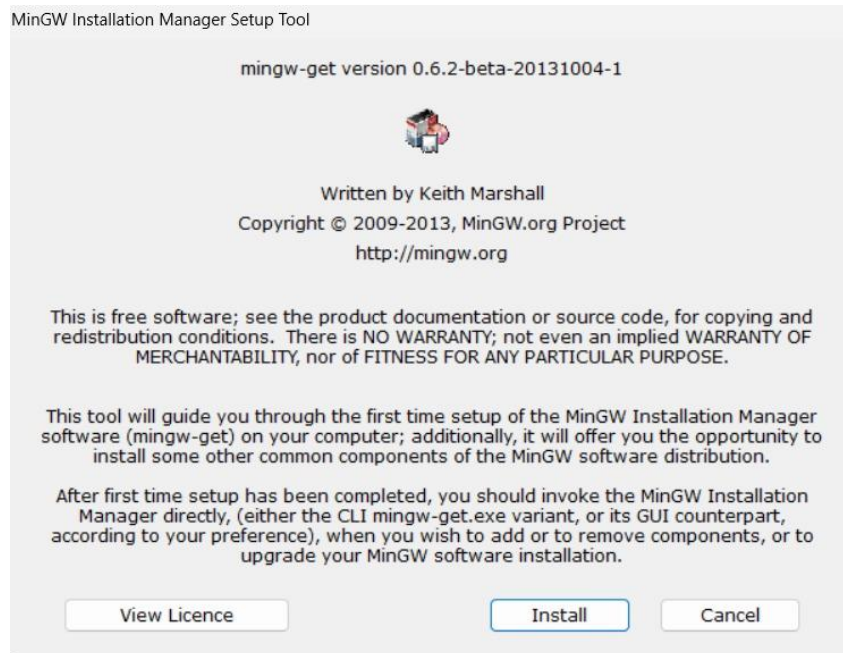 MinGW Installation Manager Setup Tool
mingw-get version 0.6.2-beta-20131004-1
Written by Keith Marshall
Copyright © 2009-2013, MinGW.org Project
http://mingw.org
This is free software; see the product documentation or source code, for copying and
redistribution conditions.  There is NO WARRANTY; not even an implied WARRANTY OF
MERCHANTABILITY, nor of FITNESS FOR ANY PARTICULAR PURPOSE.
This tool will guide you through the first time setup of the MinGW Installation Manager
software (mingw-get) on your computer; additionally, it will offer you the opportunity to
install some other common components of the MinGW software distribution.
After first time setup has been completed, you should invoke the MinGW Installation
Manager directly, (either the CLI mingw-get.exe variant, or its GUI counterpart,
according to your preference), when you wish to add or to remove components, or to
upgrade your MinGW software installation.
View Licence
Install
Cancel